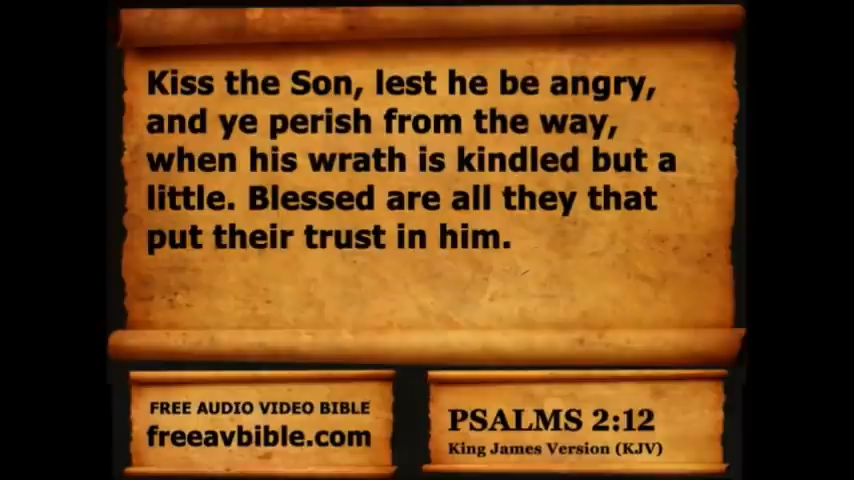 Kiss the Son, lest he be angry,
and ye perish from the way,
when his wrath is kindled but a
little. Blessed are all they that
put their trust in him.
FREE AUDIO VIDEO BIBLE
freeavbible.com
PSALMS 2:12
King James Version (KJV)